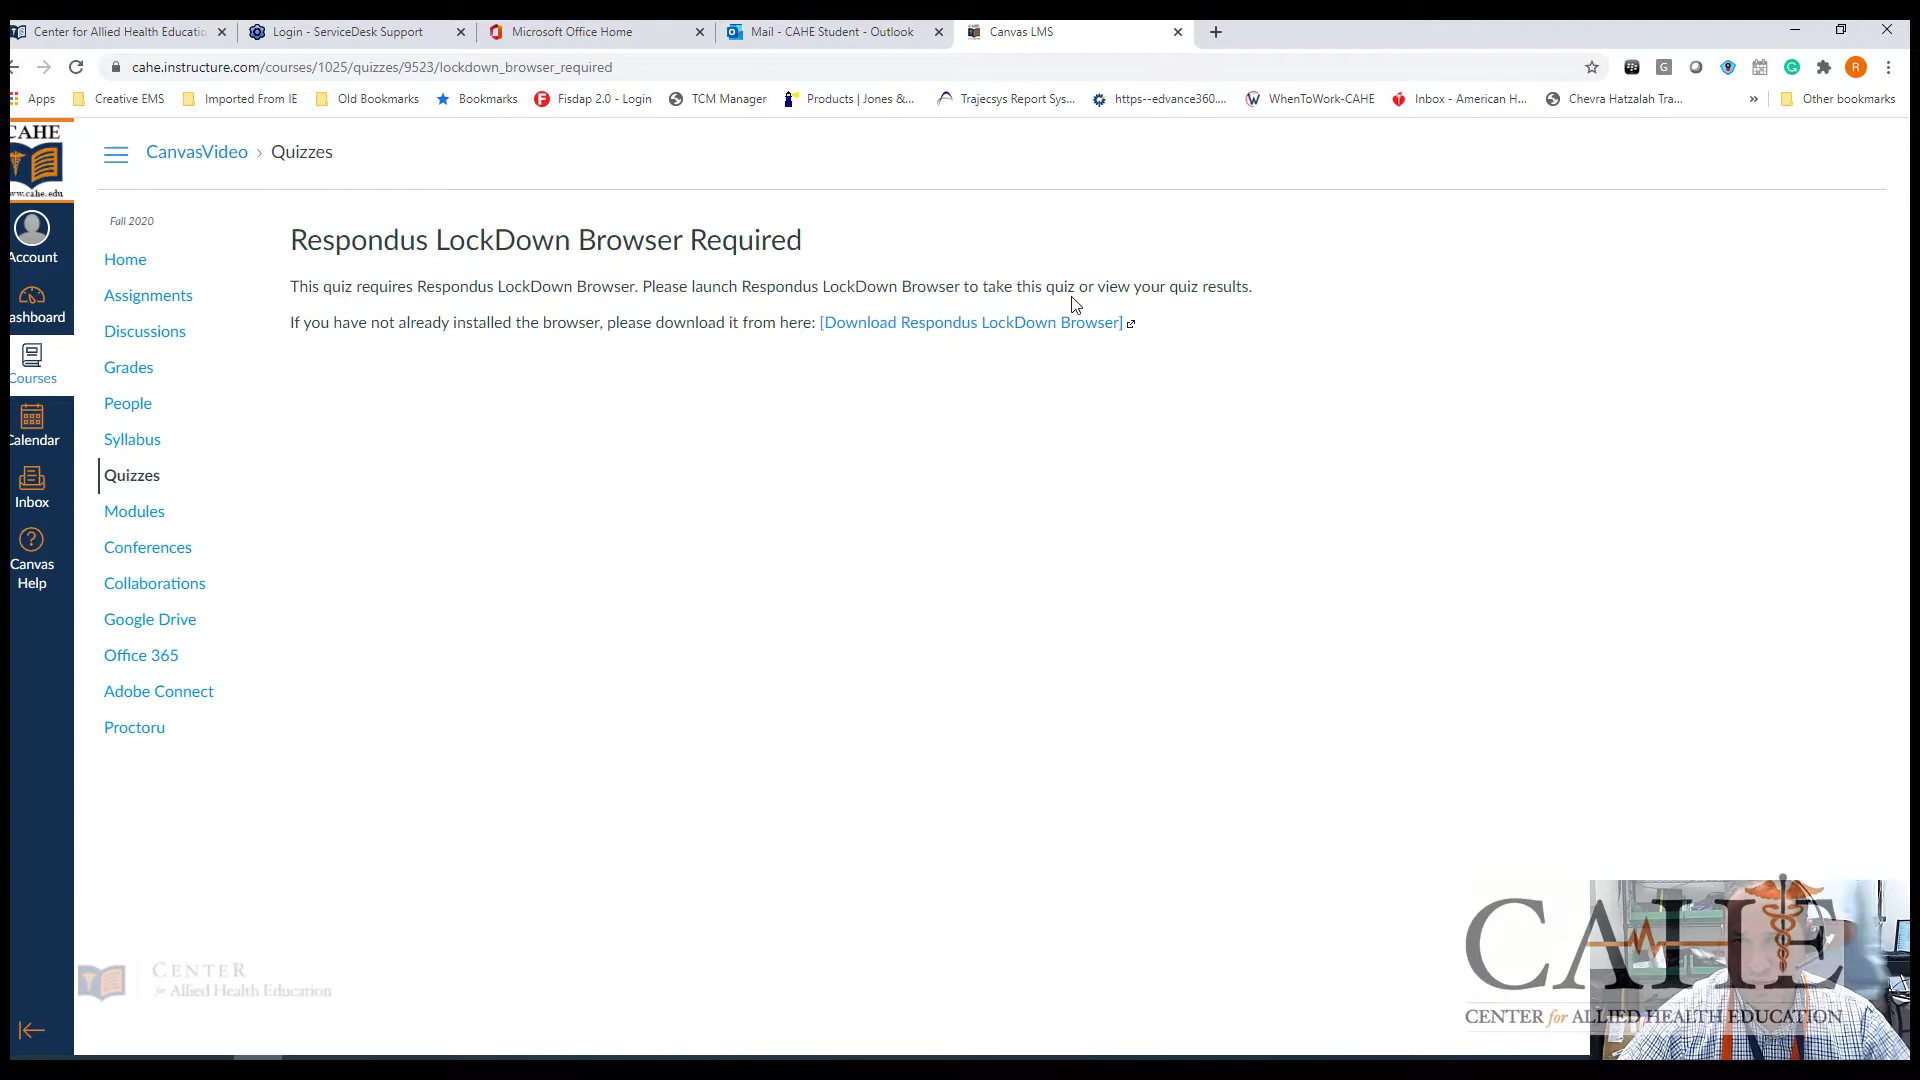 Center for Allied Health Educatio
Login - ServiceDesk Support
Microsoft Office Home
Mail - CAHE Student - Outlook
Canvas LMS
cahe.instructure.com/courses/1025/quizzes/9523/lockdown_browser_required
G
R
Apps
Creative EMS
Imported From IE
Old Bookmarks
Bookmarks
Fisdap 2.0 - Login
TCM Manager
Products | Jones &...
Trajecsys Report Sys...
https--edvance360....
WhenToWork-CAHE
Inbox - American H...
Chevra Hatzalah Tra...
Other bookmarks
CAHE
www.cahe.edu
CanvasVideo › Quizzes
Fall 2020
Account
Dashboard
Courses
Calendar
Inbox
Canvas
Help
Home
Assignments
Discussions
Grades
People
Syllabus
Quizzes
Modules
Conferences
Collaborations
Google Drive
Office 365
Adobe Connect
Proctoru
Respondus LockDown Browser Required
This quiz requires Respondus LockDown Browser. Please launch Respondus LockDown Browser to take this quiz or view your quiz results.
If you have not already installed the browser, please download it from here: [Download Respondus LockDown Browser]
CENTER
for Allied Health Education
CAHE
CENTER for ALLIED HEALTH EDUCATION